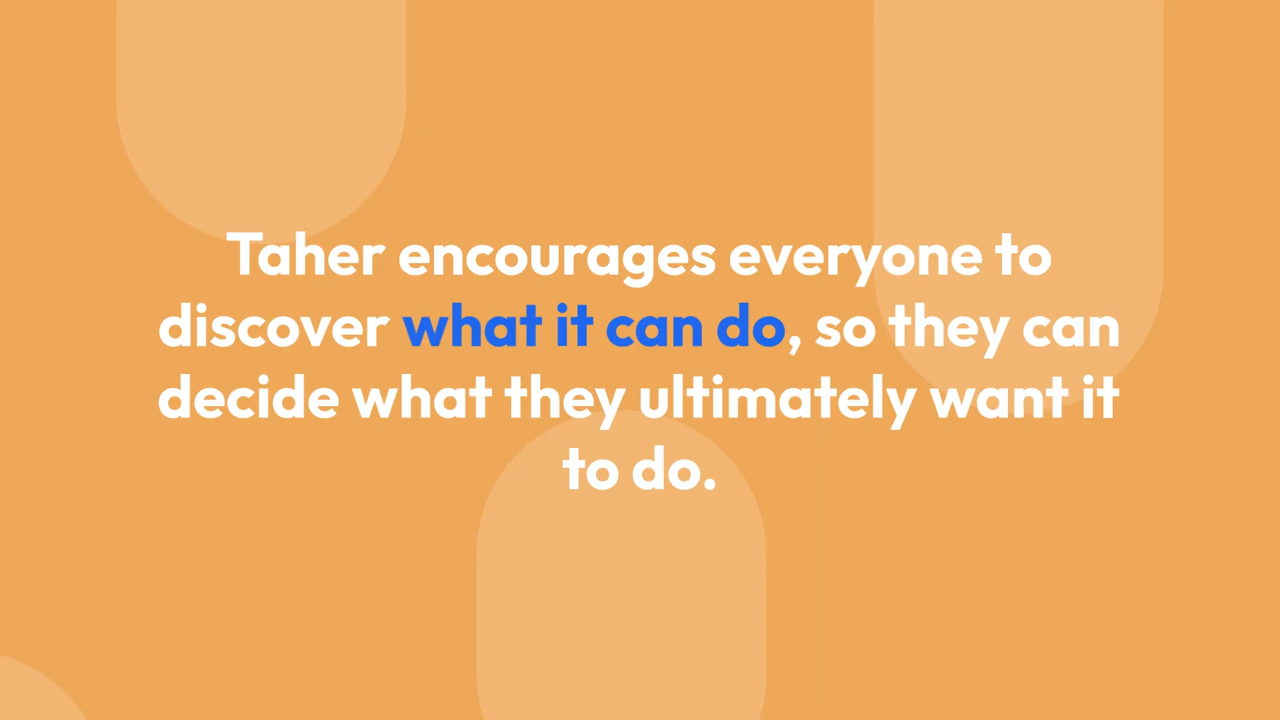 Taher encourages everyone to
discover what it can do, so they can
decide what they ultimately want it
to do.